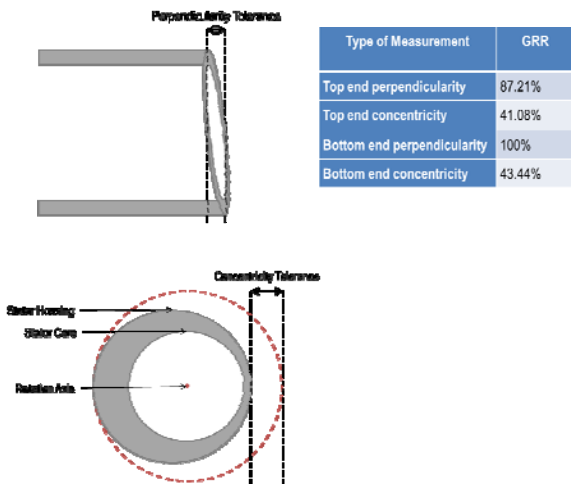 Perpendicularity Tolerance
Type of Measurement GRR
Top end perpendicularity 87.21%
Top end concentricity 41.08%
Bottom end perpendicularity 100%
Bottom end concentricity 43.44%
Concentricity Tolerance
Stator Housing
Stator Core
Rotation Axis